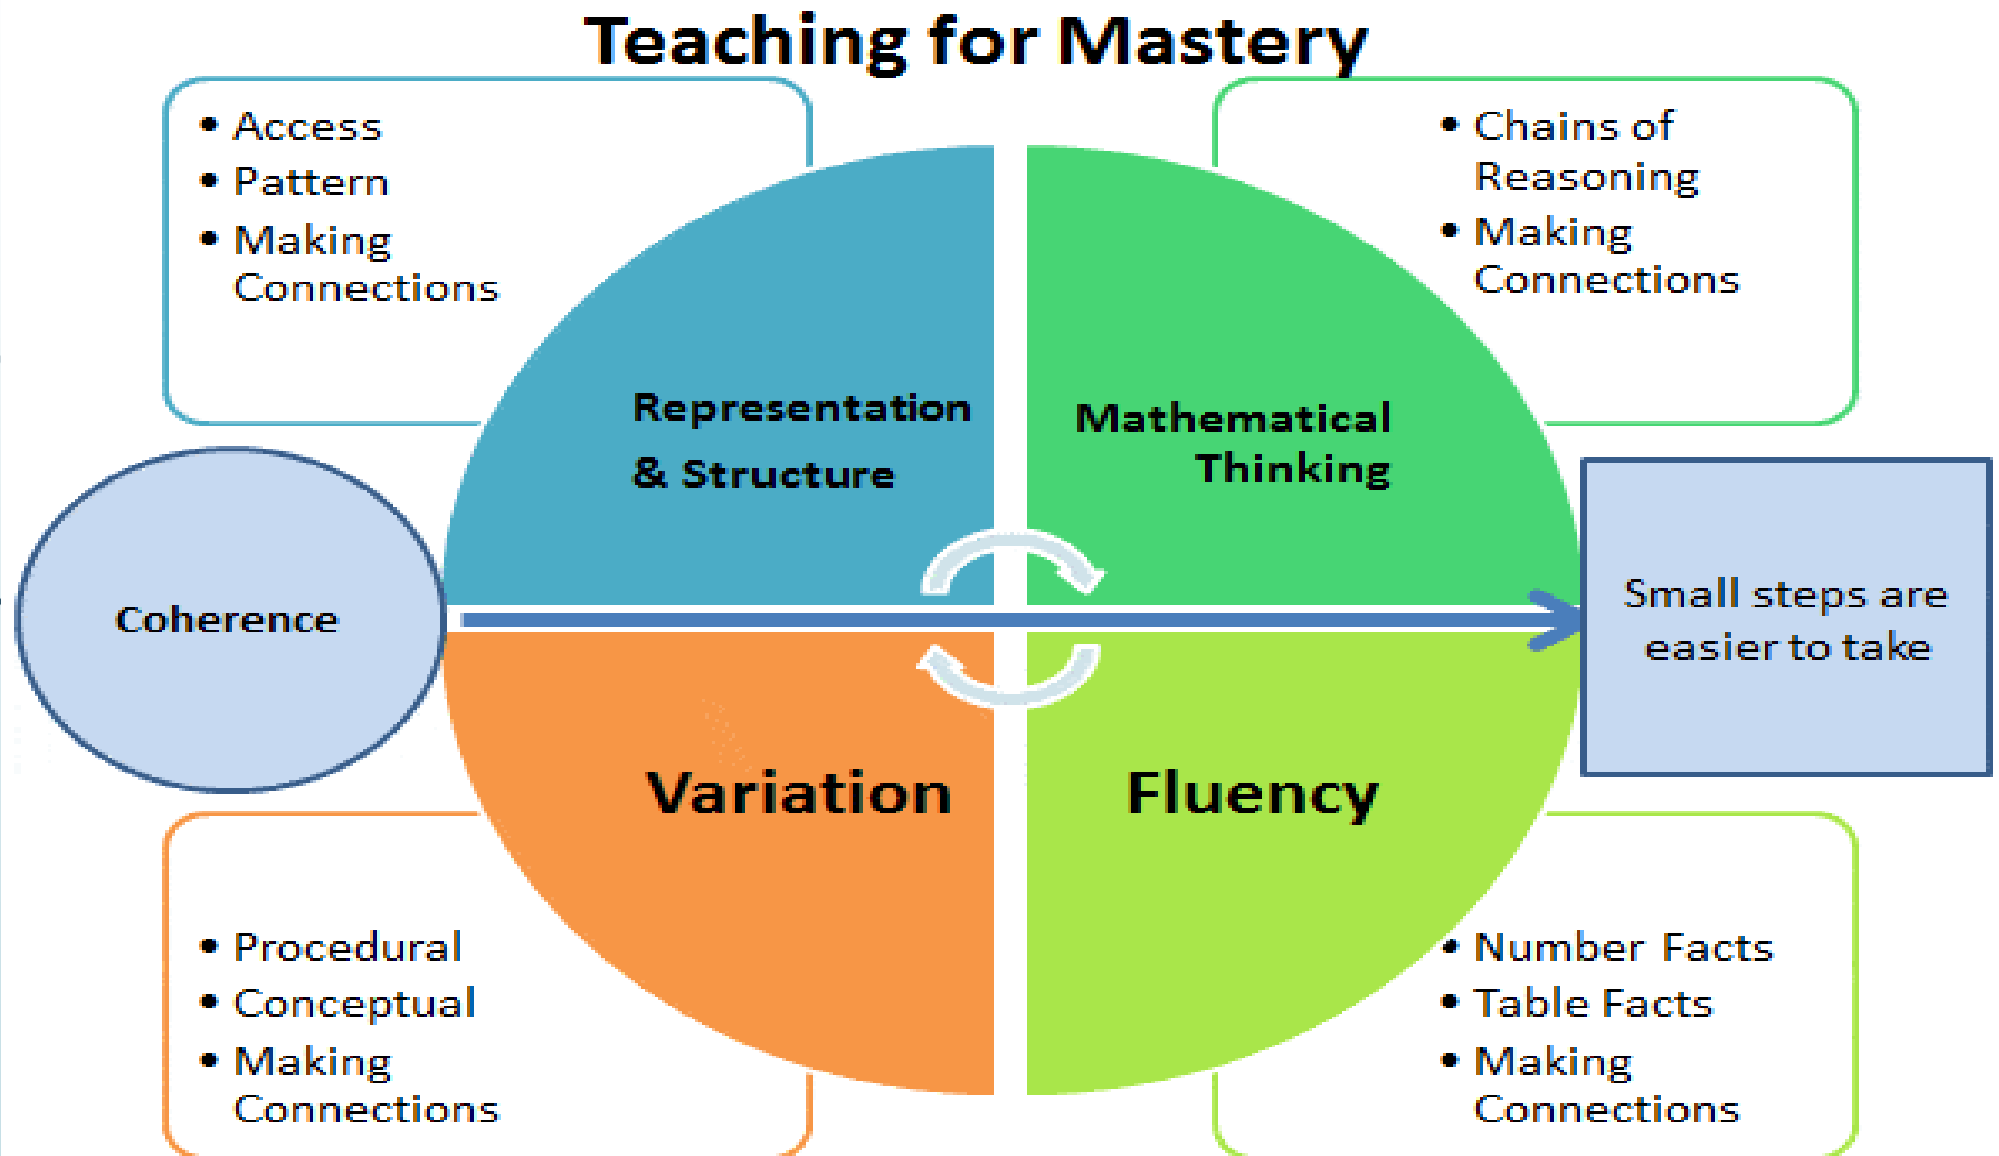 Teaching for Mastery
• Access
• Pattern
• Making
Connections
• Chains of
Reasoning
• Making
Connections
Representation
& Structure
Mathematical
Thinking
Coherence
Small steps are
easier to take
Variation
Fluency
• Procedural
• Conceptual
• Making
Connections
• Number Facts
• Table Facts
• Making
Connections